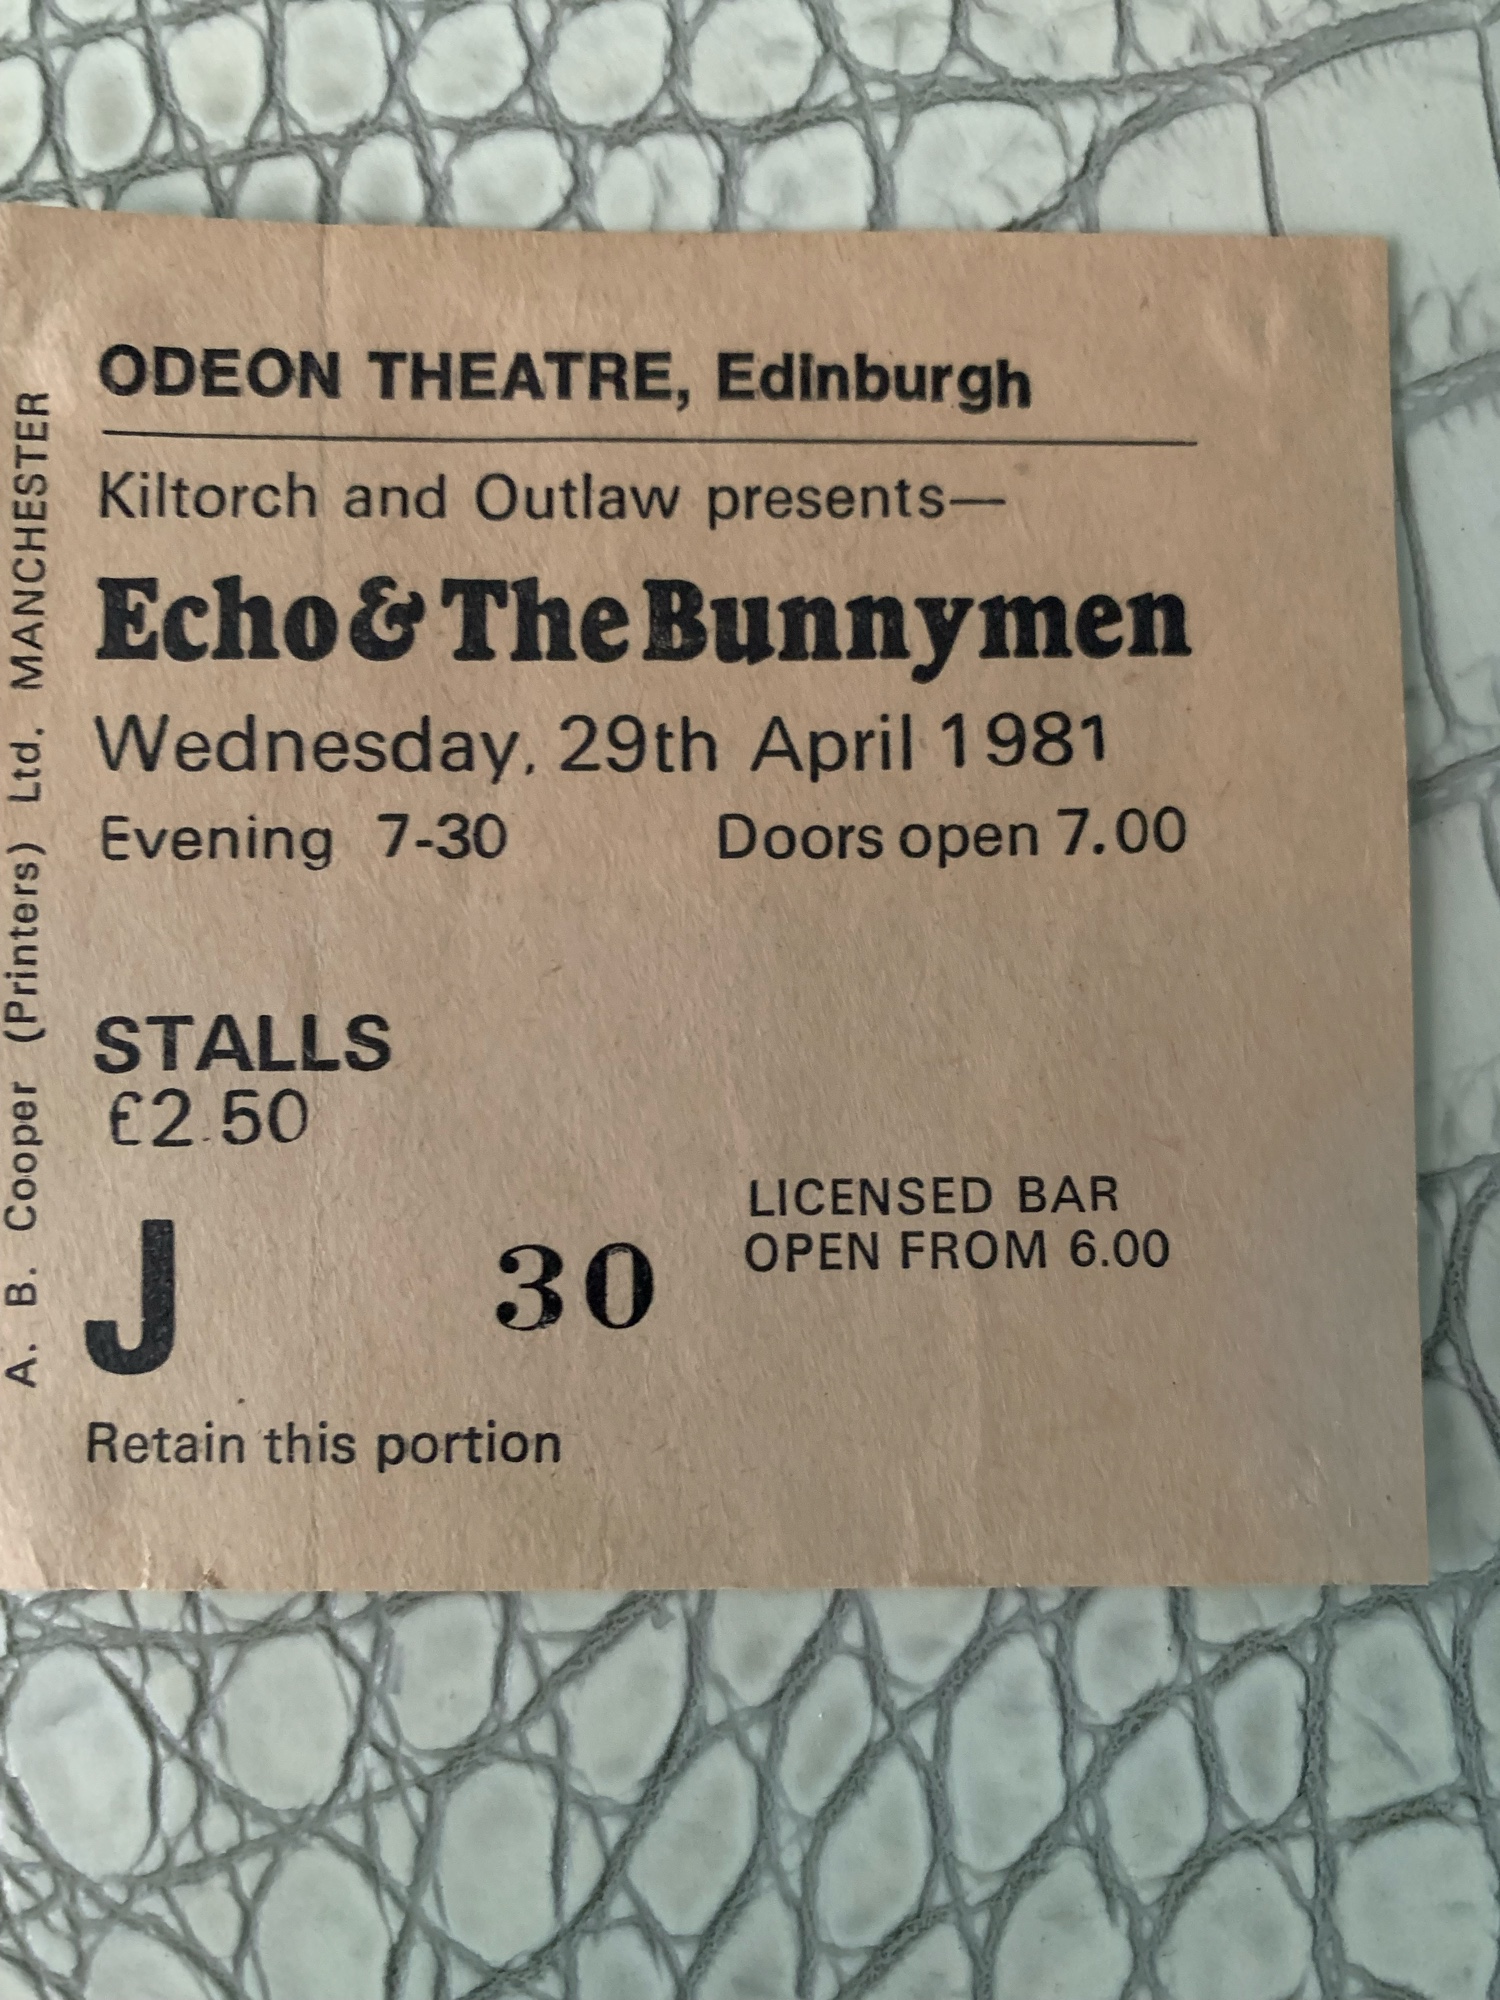 ODEON THEATRE, Edinburgh
Kiltorch and Outlaw presents—
Echo & The Bunnymen
Wednesday, 29th April 1981
Evening 7-30 Doors open 7.00
STALLS
£2.50
LICENSED BAR
OPEN FROM 6.00
J 30
Retain this portion
A. B. Cooper (Printers) Ltd. MANCHESTER